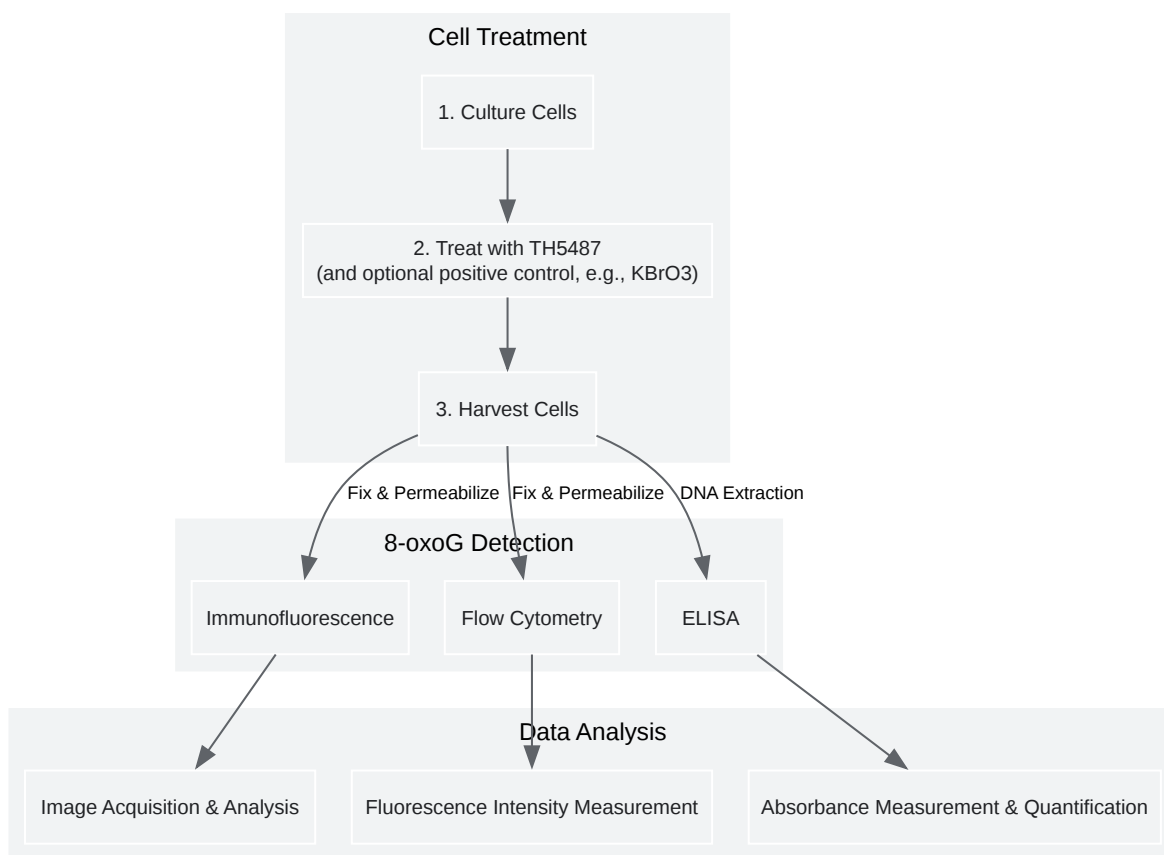 Cell Treatment
1. Culture Cells
2. Treat with TH5487
(and optional positive control, e.g., KBrO3)
3. Harvest Cells
Fix & Permeabilize
Fix & Permeabilize
DNA Extraction
8-oxoG Detection
Immunofluorescence
Flow Cytometry
ELISA
Data Analysis
Image Acquisition & Analysis
Fluorescence Intensity Measurement
Absorbance Measurement & Quantification